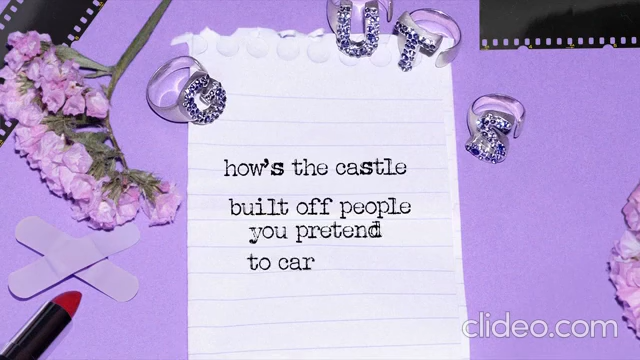 G U T S
how's the castle
built off people
you pretend
to car
clideo.com